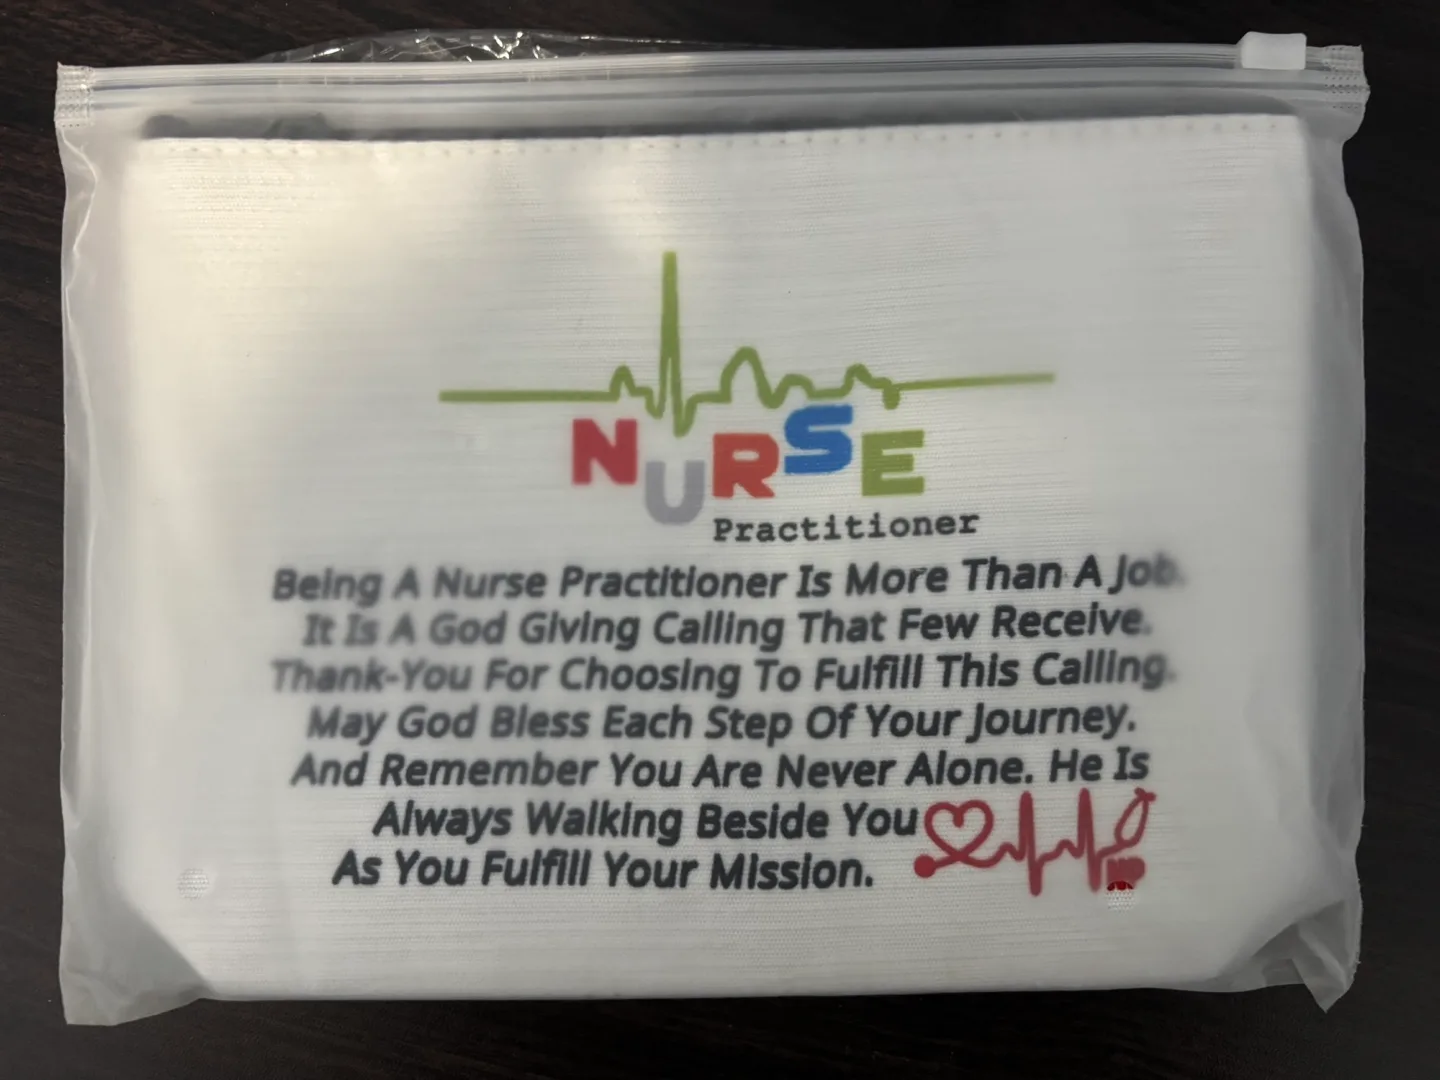 NURSE
Practitioner
Being A Nurse Practitioner Is More Than A Job.
It Is A God Giving Calling That Few Receive.
Thank-You For Choosing To Fulfill This Calling.
May God Bless Each Step Of Your Journey.
And Remember You Are Never Alone. He Is
Always Walking Beside You
As You Fulfill Your Mission.